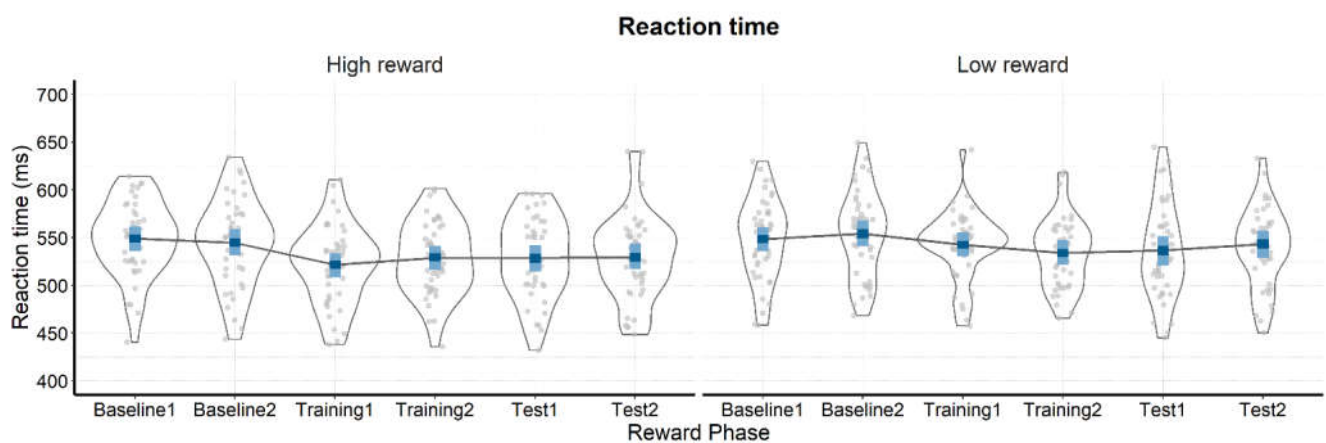 Reaction time
High reward
Low reward
Reaction time (ms)
700
650
600
550
500
450
400
Baseline1 Baseline2 Training1 Training2 Test1 Test2
Baseline1 Baseline2 Training1 Training2 Test1 Test2
Reward Phase